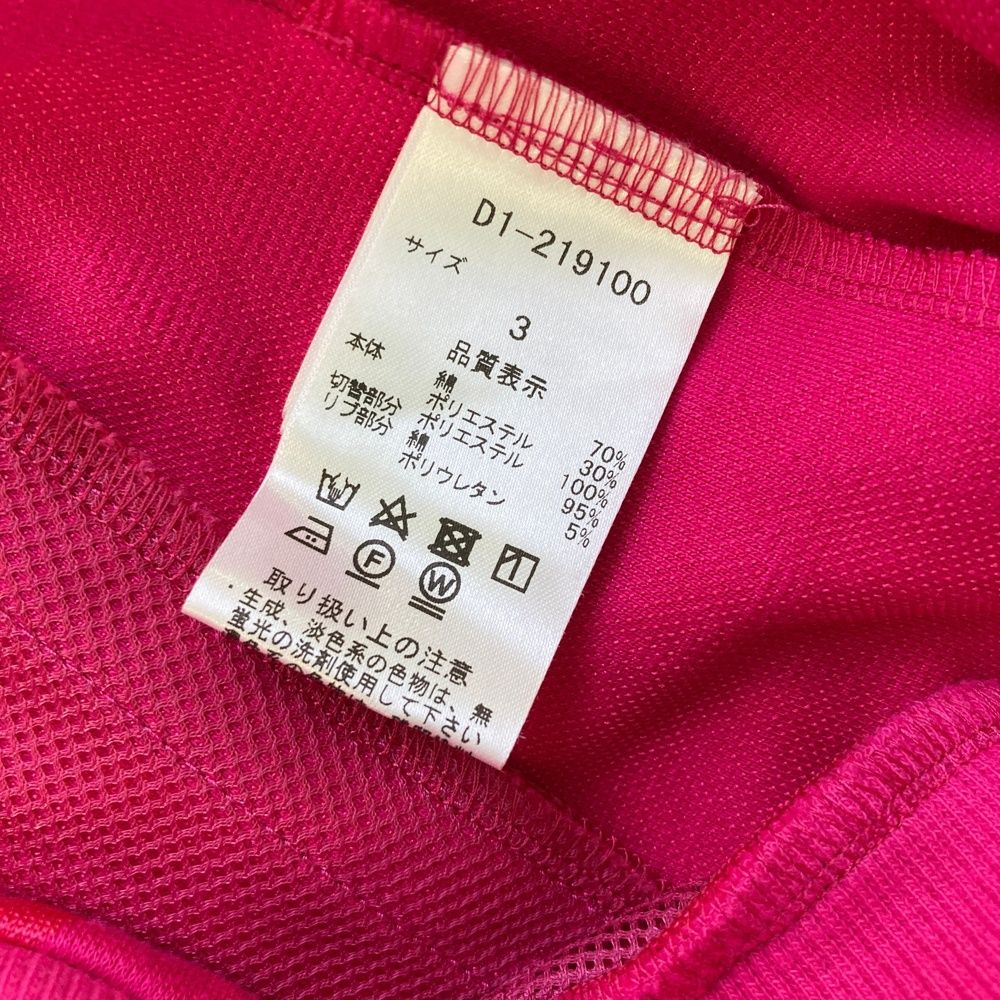 D1-219100
サイズ
3
品質表示
本体 綿 70%
ポリエステル 30%
切替部分 ポリエステル 100%
リブ部分 綿 95%
ポリウレタン 5%
F W
取り扱い上の注意
・生成、淡色系の色物は、無
蛍光の洗剤使用して下さい